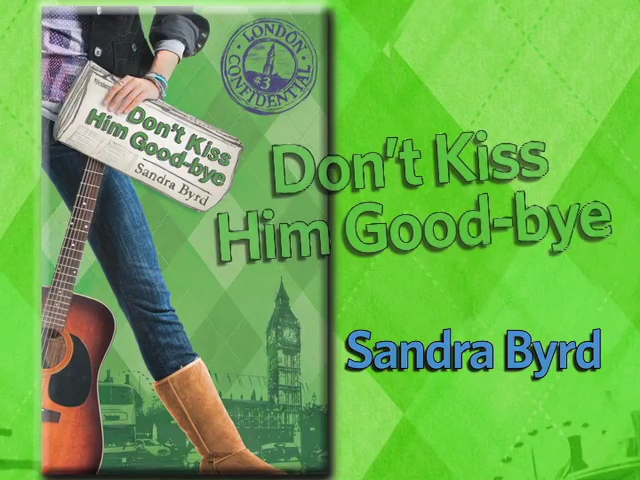 LONDON
CONFIDENTIAL
#3
Don't Kiss
Him Good-bye
Sandra Byrd
Don't Kiss
Him Good-bye
Sandra Byrd